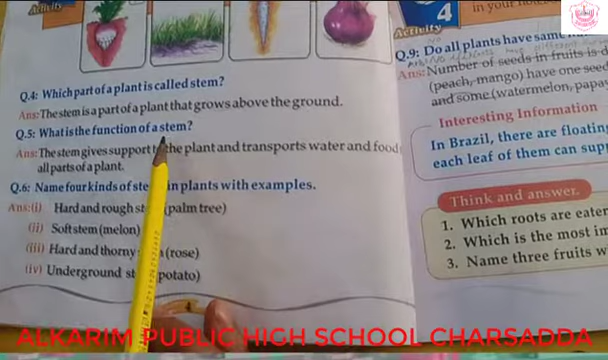 Activity
Q.4: Which part of a plant is called stem?
Ans: The stem is a part of a plant that grows above the ground.
Q.5: What is the function of a stem?
Ans: The stem gives support to the plant and transports water and food
all parts of a plant.
Q.6: Name four kinds of ste in plants with examples.
Ans:(i) Hard and rough st (palm tree)
(ii) Soft stem (melon)
(iii) Hard and thorny (rose)
(iv) Underground st potato)
4
in your
Activity
Q.9: Do all plants have same
Ans: Number of seeds in fruits is d
(peach, mango) have one seed
and some (watermelon, papa
Interesting Information
In Brazil, there are floatin
each leaf of them can supp
Think and answer.
1. Which roots are eaten
2. Which is the most im
3. Name three fruits w
ALKARIM PUBLIC HIGH SCHOOL CHARSADDA